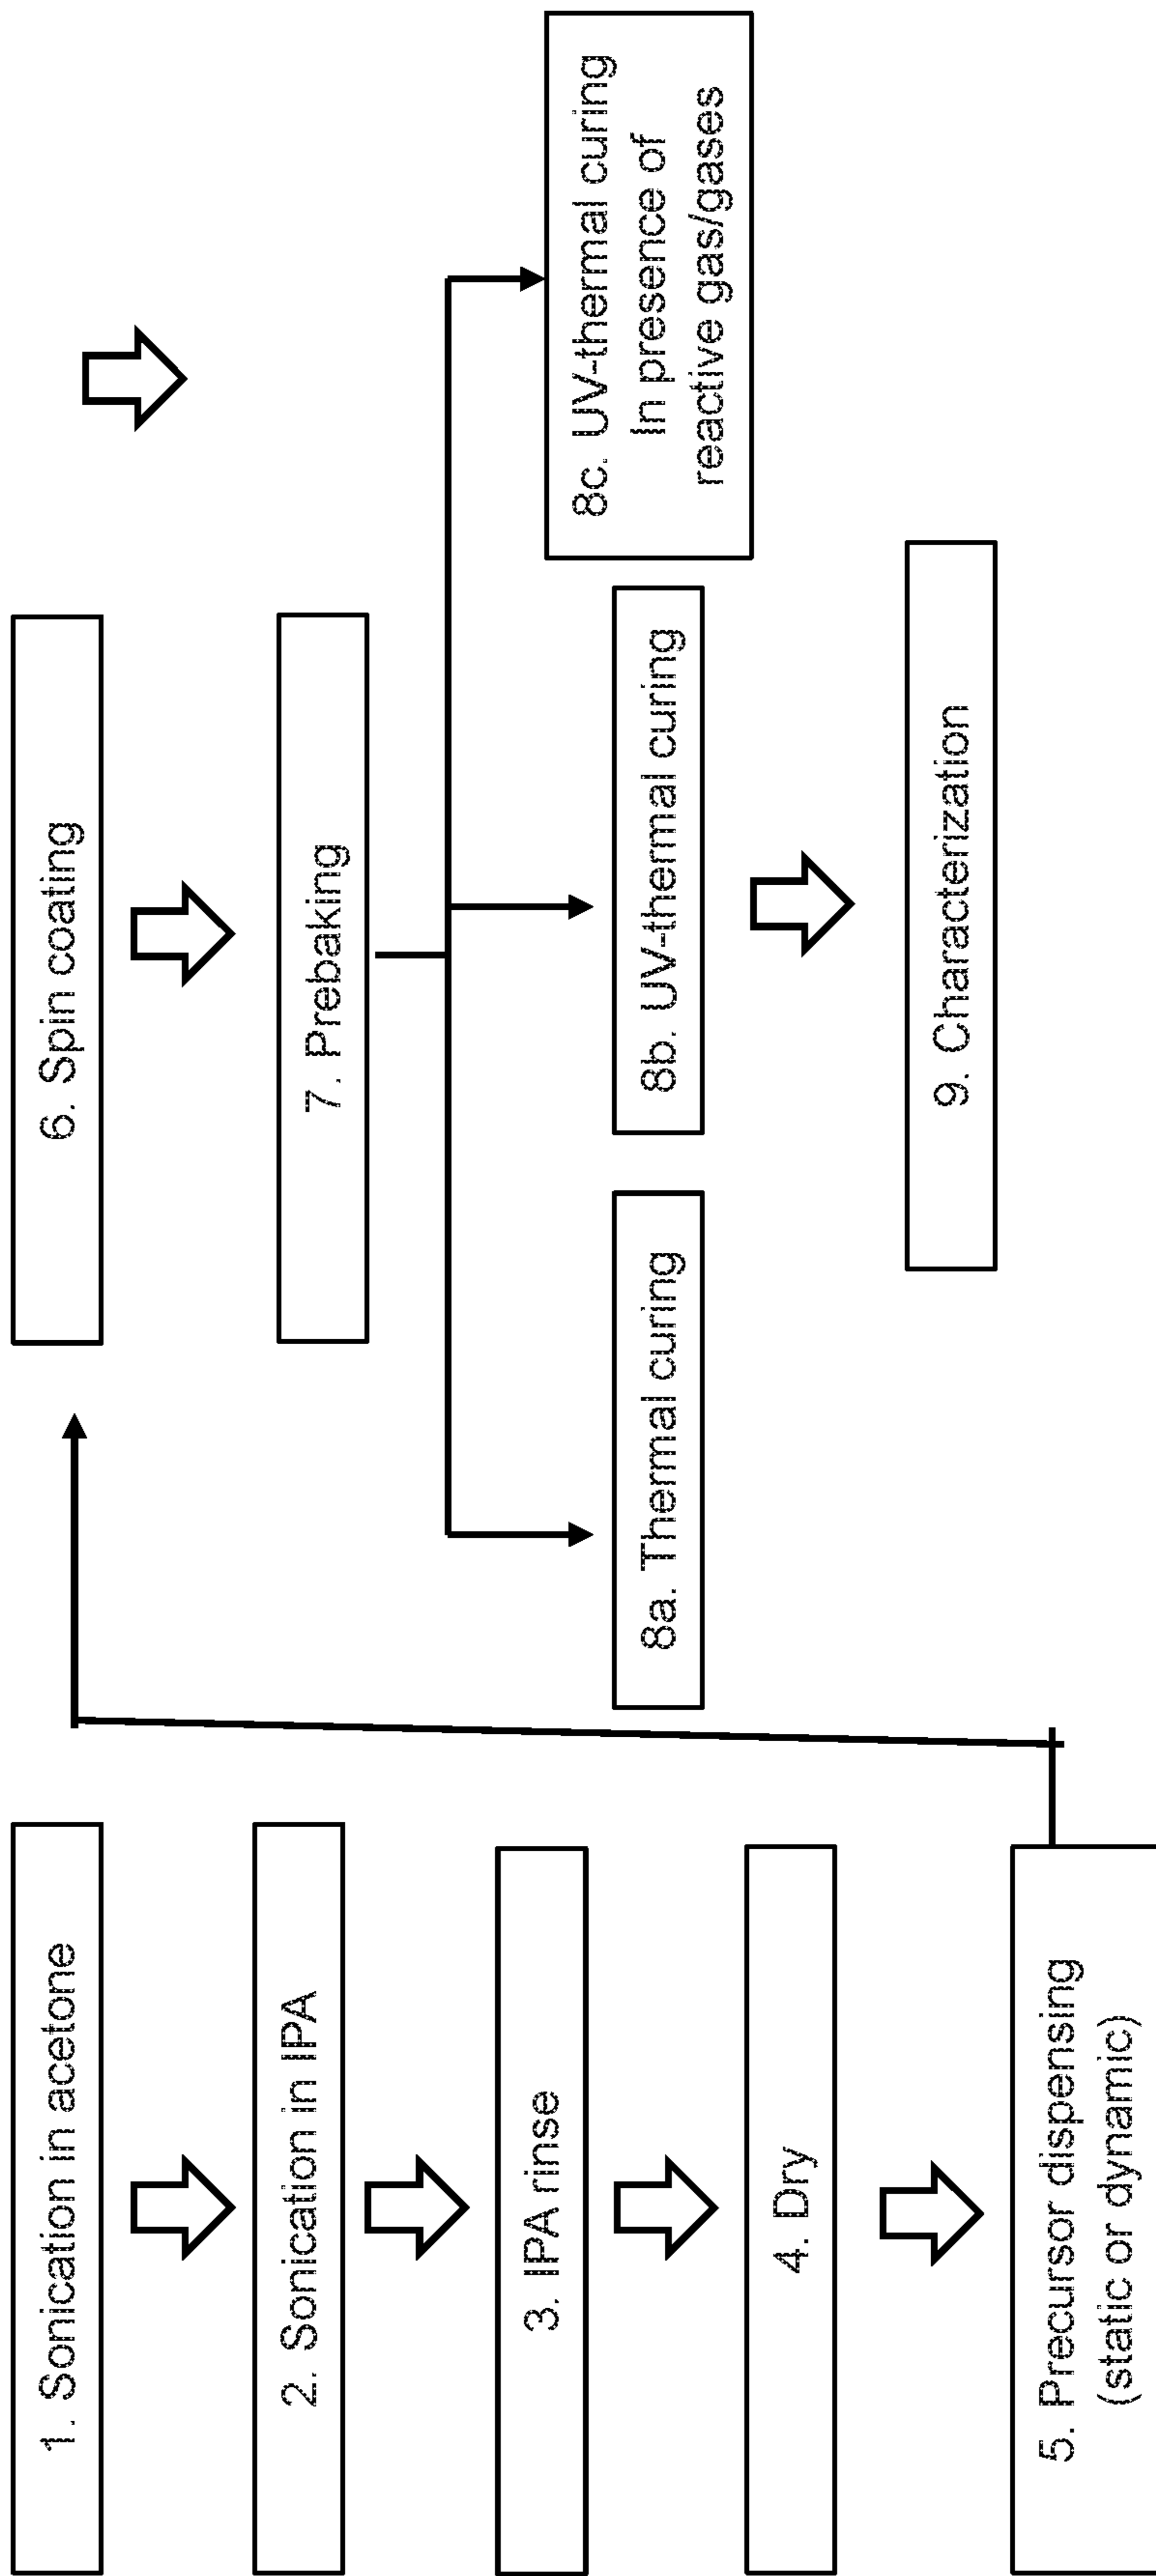 1. Sonication in acetone
2. Sonication in IPA
3. IPA rinse
4. Dry
5. Precursor dispensing
(static or dynamic)
6. Spin coating
7. Prebaking
8a. Thermal curing
8b. UV-thermal curing
8c. UV-thermal curing
In presence of
reactive gas/gases
9. Characterization